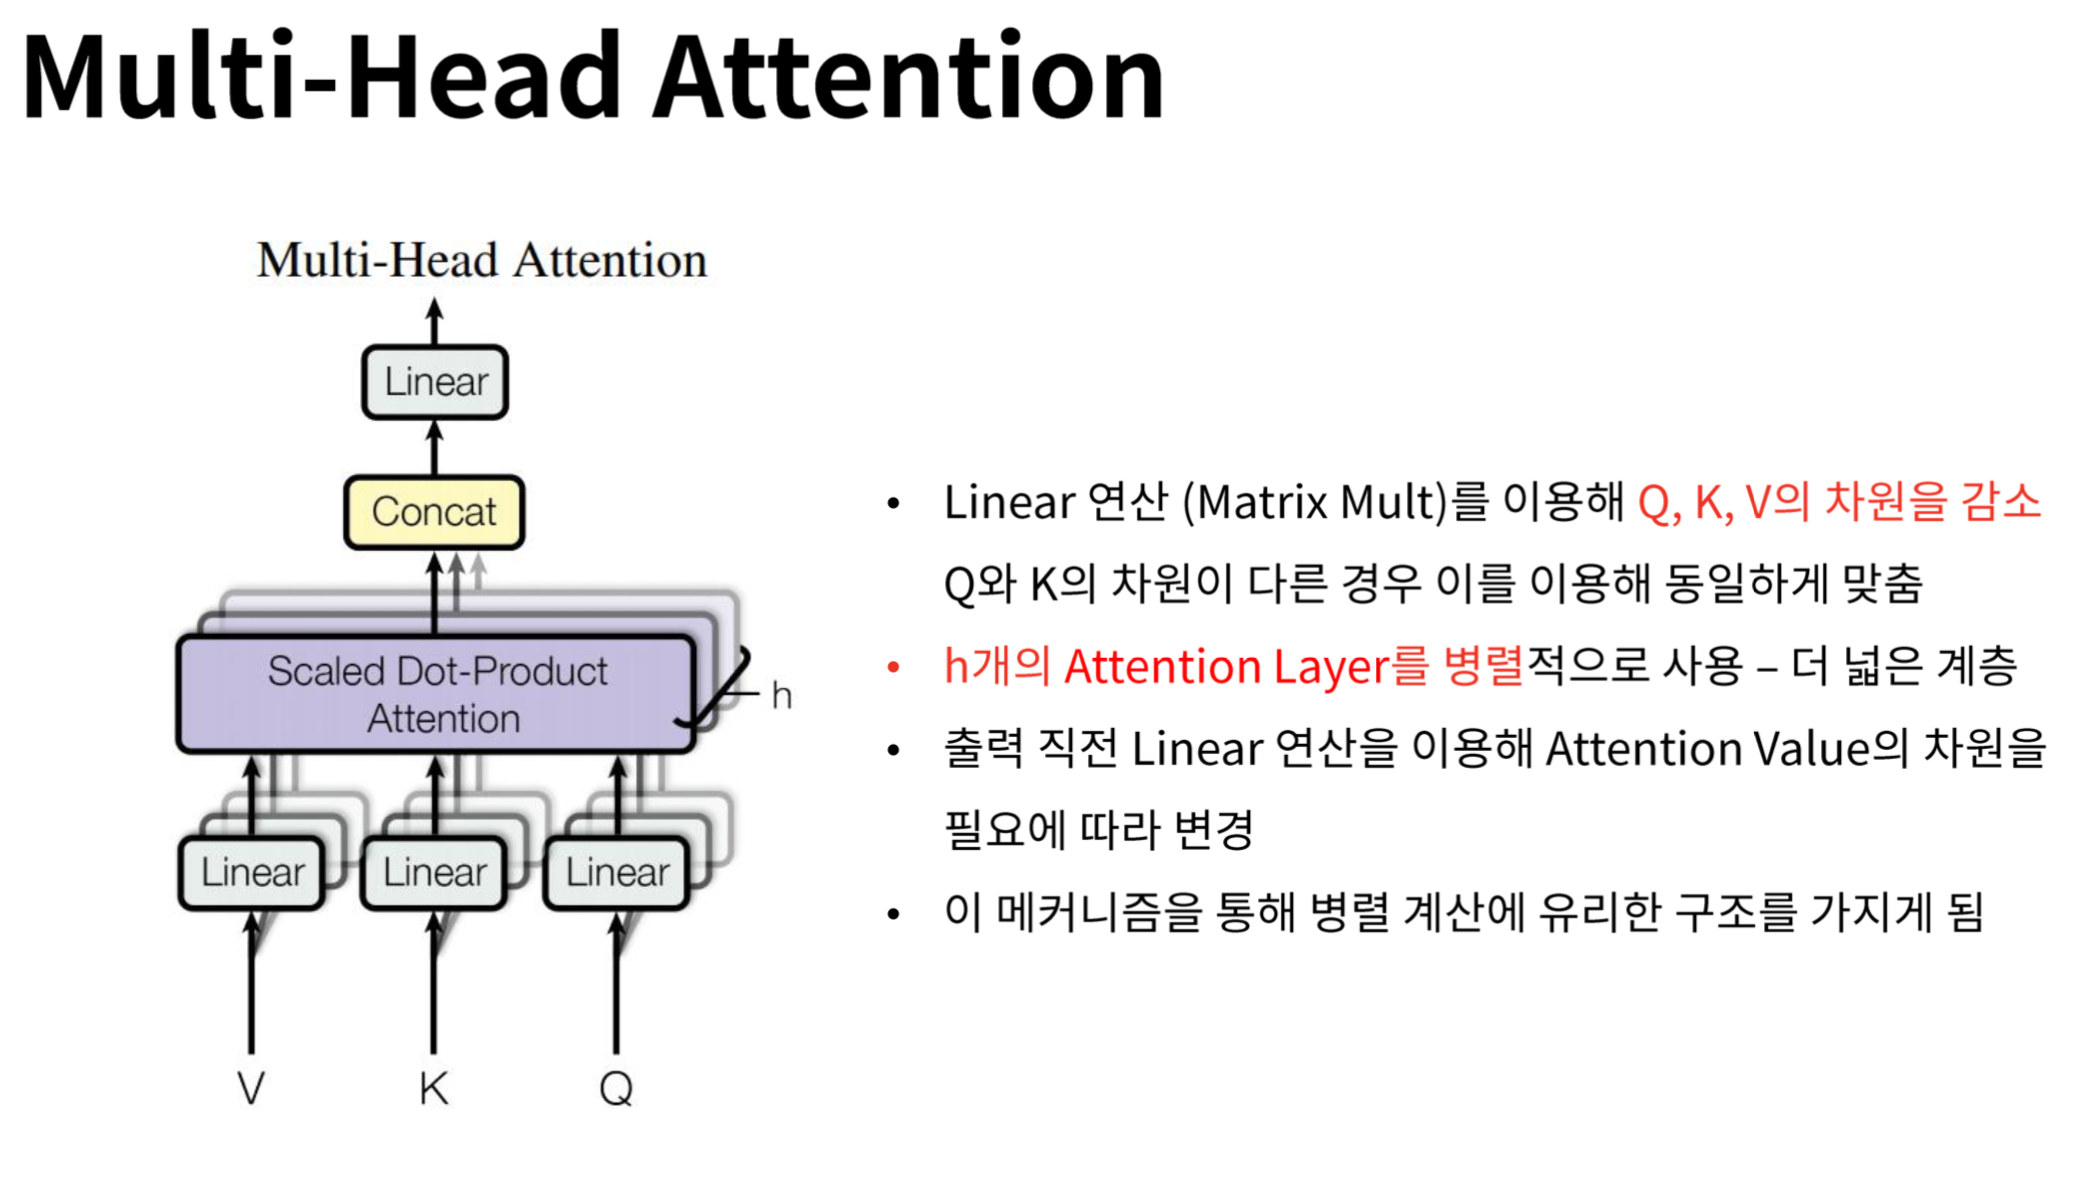 Multi-Head Attention
Multi-Head Attention
Linear
Concat
Scaled Dot-Product
Attention
h
Linear Linear Linear
V K Q
• Linear 연산 (Matrix Mult)를 이용해 Q, K, V의 차원을 감소
Q와 K의 차원이 다른 경우 이를 이용해 동일하게 맞춤
• h개의 Attention Layer를 병렬적으로 사용 – 더 넓은 계층
• 출력 직전 Linear 연산을 이용해 Attention Value의 차원을
필요에 따라 변경
• 이 메커니즘을 통해 병렬 계산에 유리한 구조를 가지게 됨